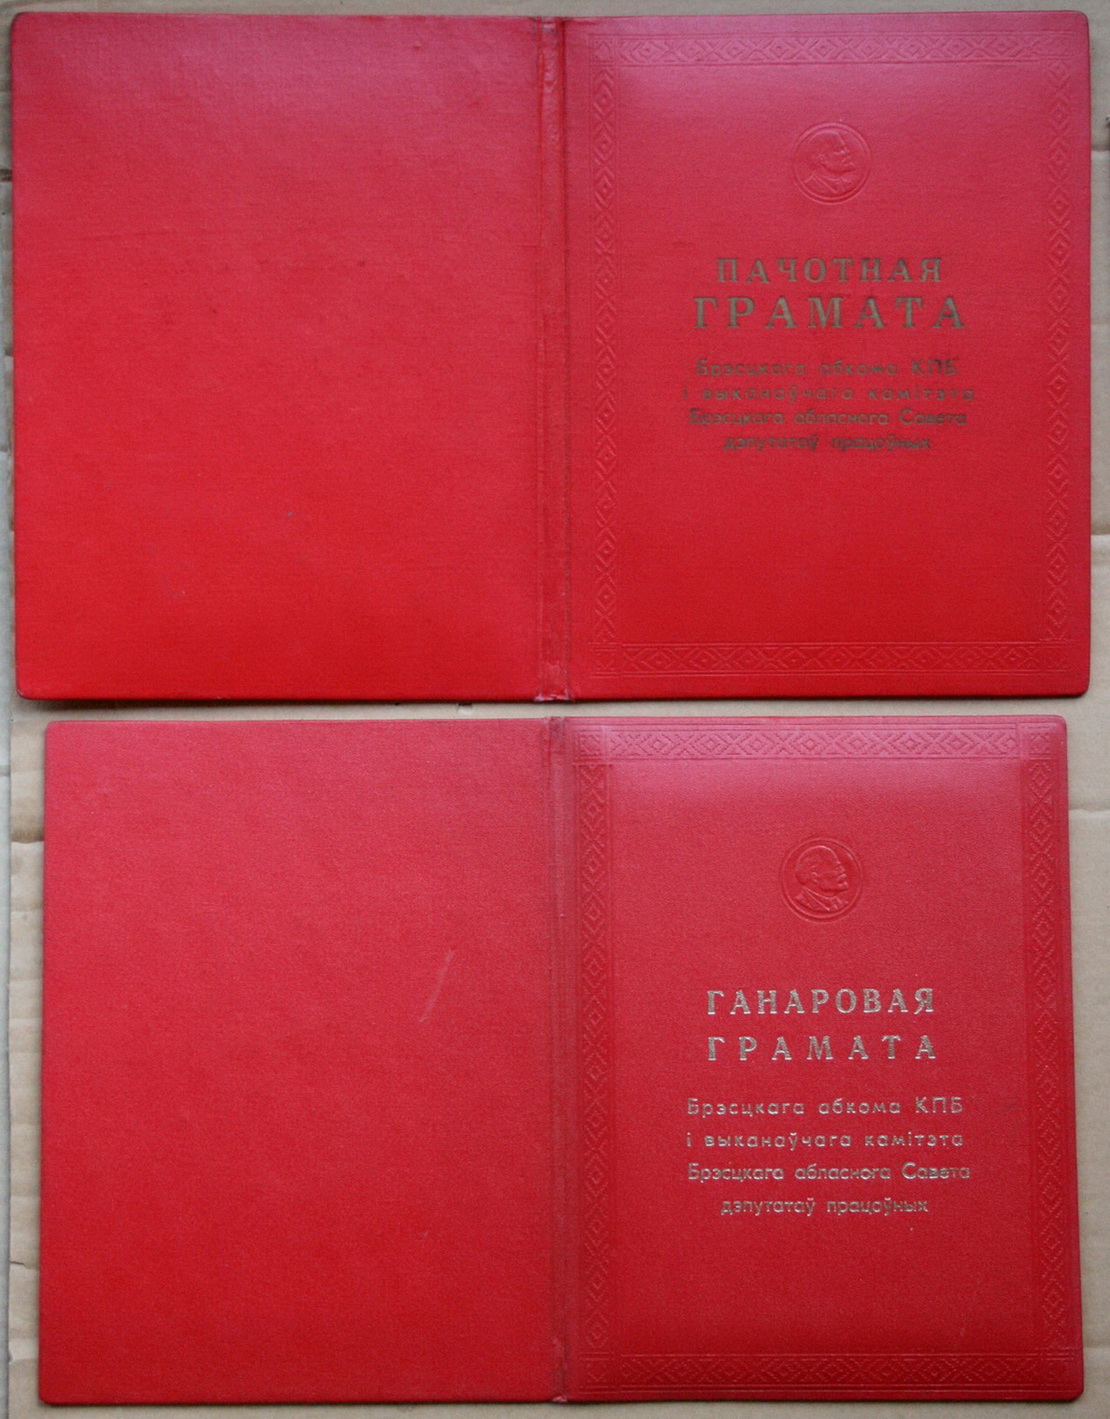 ПАЧОТНАЯ
ГРАМАТА
Брэсцкага абкома КПБ
і выканаўчага камітэта
Брэсцкага абласнога Савета
дэпутатаў працоўных
ГАНАРОВАЯ
ГРАМАТА
Брэсцкага абкома КПБ
і выканаўчага камітэта
Брэсцкага абласнога Савета
дэпутатаў працоўных